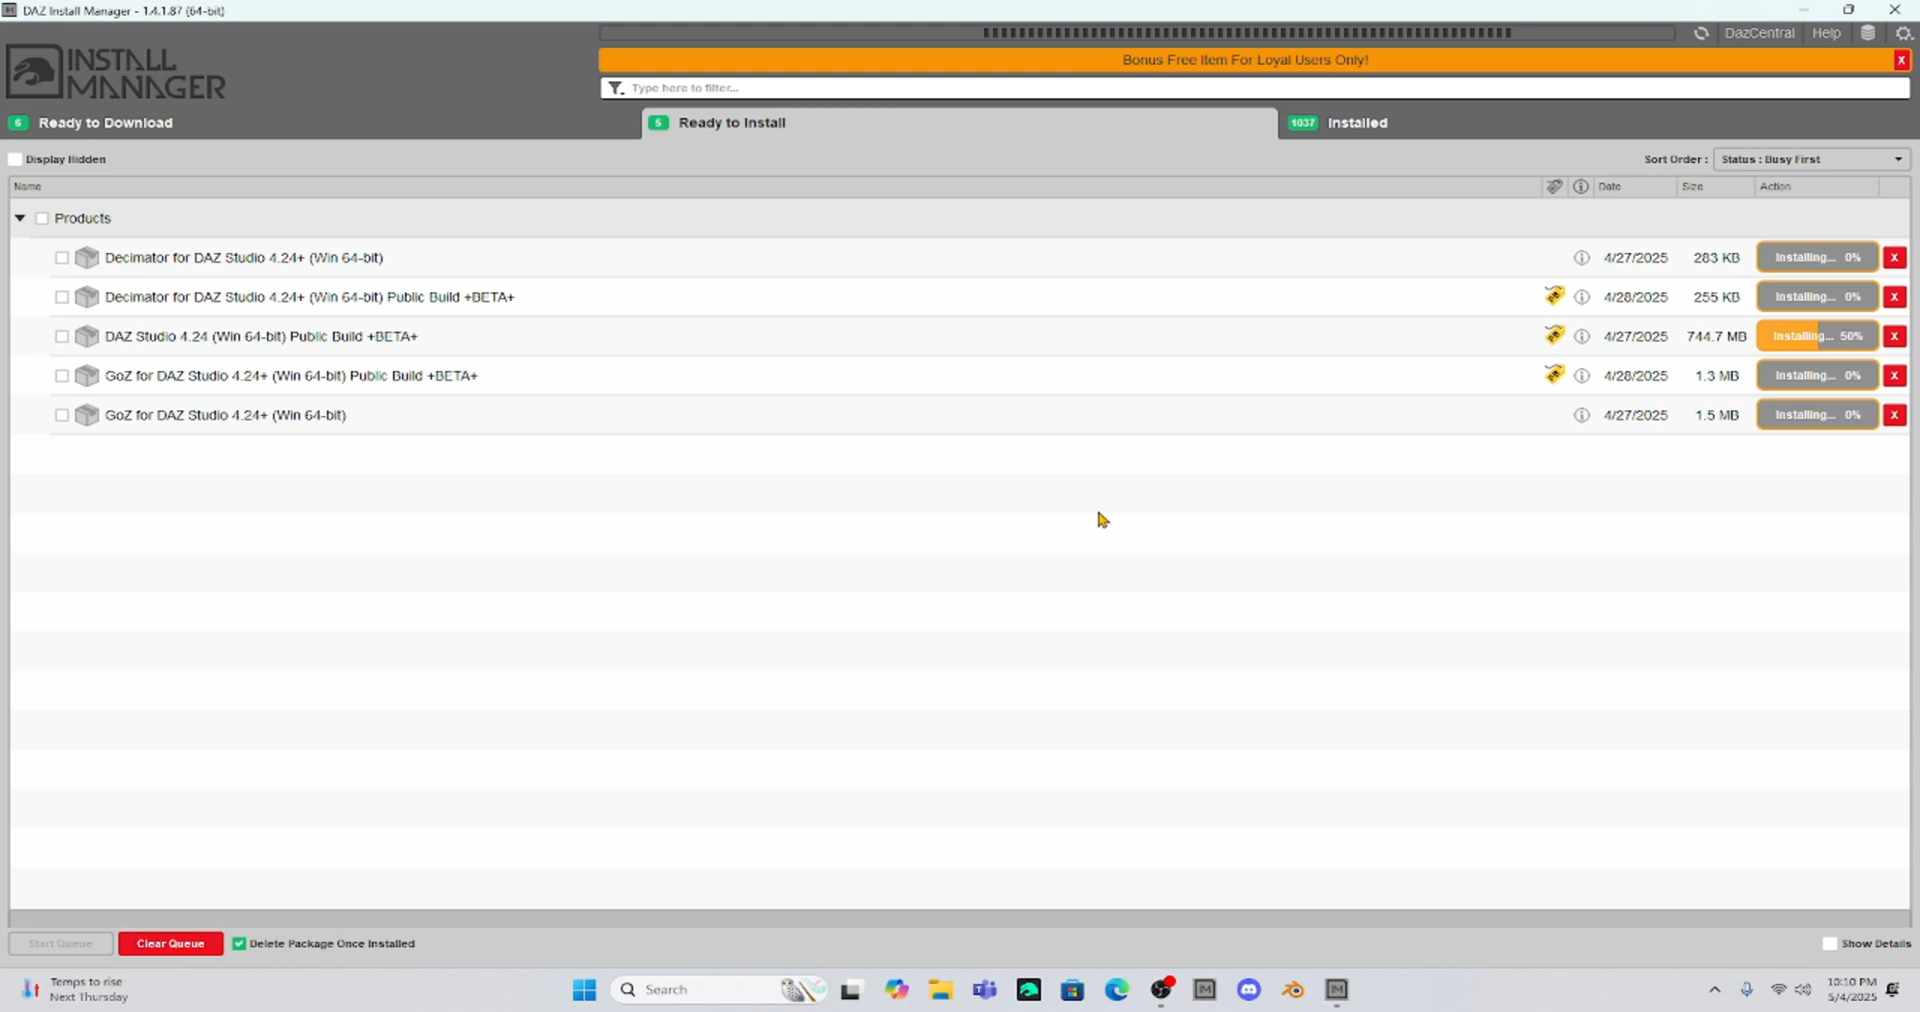 DAZ Install Manager - 1.4.1.87 (64-bit)
INSTALL
MANAGER
DazCentral Help
Bonus Free Item For Loyal Users Only!
X
Type here to filter...
6 Ready to Download
5 Ready to Install
1037 Installed
Display Hidden
Sort Order : Status : Busy First
Name Date Size Action
Products
Decimator for DAZ Studio 4.24+ (Win 64-bit) 4/27/2025 283 KB Installing... 0% X
Decimator for DAZ Studio 4.24+ (Win 64-bit) Public Build +BETA+ 4/28/2025 255 KB Installing... 0% X
DAZ Studio 4.24 (Win 64-bit) Public Build +BETA+ 4/27/2025 744.7 MB Installing... 50% X
GoZ for DAZ Studio 4.24+ (Win 64-bit) Public Build +BETA+ 4/28/2025 1.3 MB Installing... 0% X
GoZ for DAZ Studio 4.24+ (Win 64-bit) 4/27/2025 1.5 MB Installing... 0% X
Start Queue Clear Queue Delete Package Once Installed Show Details
Temps to rise
Next Thursday
Search
10:10 PM
5/4/2025